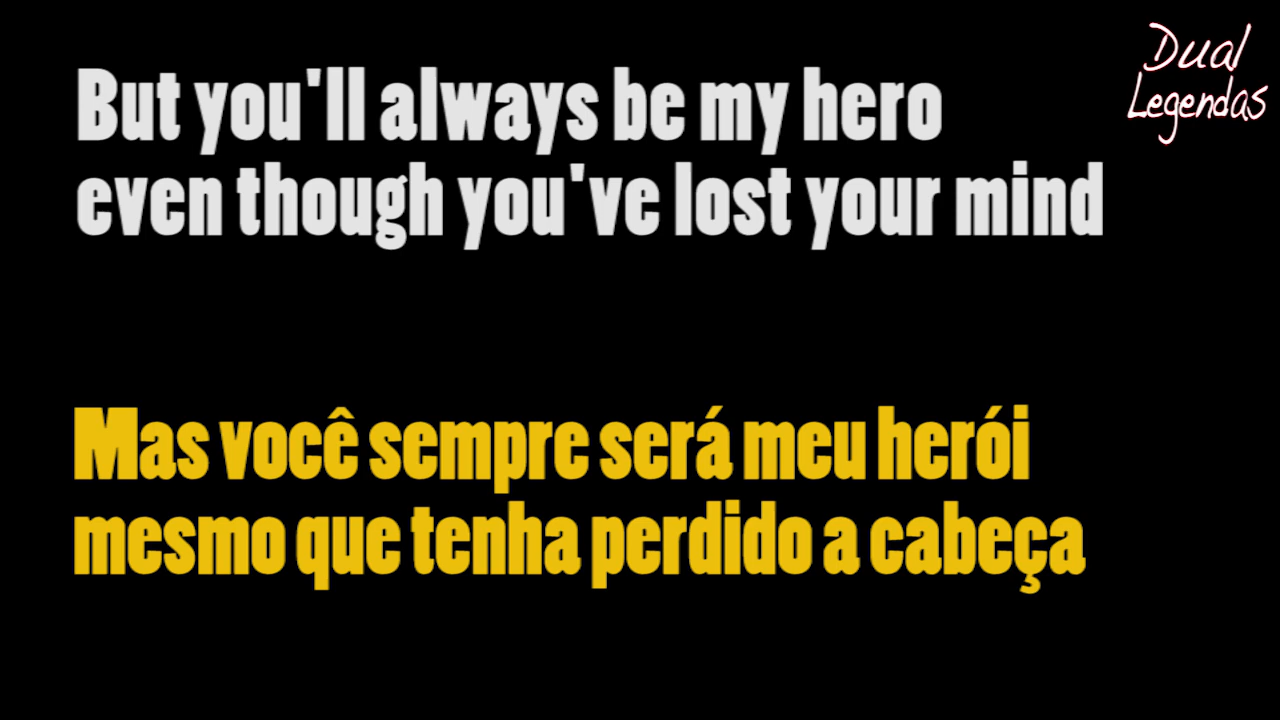 Dual
Legendas
But you'll always be my hero
even though you've lost your mind
Mas você sempre será meu herói
mesmo que tenha perdido a cabeça